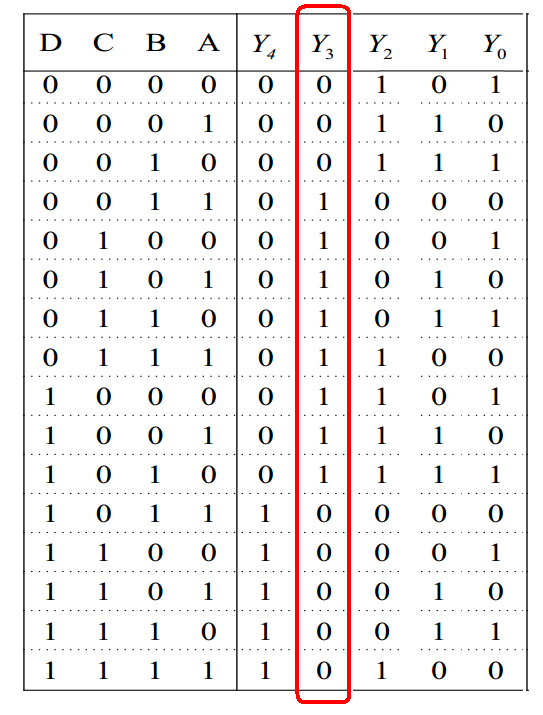 D C B A Y4 Y3 Y2 Y1 Y0
0 0 0 0 0 0 1 0 1
0 0 0 1 0 0 1 1 0
0 0 1 0 0 0 1 1 1
0 0 1 1 0 1 0 0 0
0 1 0 0 0 1 0 0 1
0 1 0 1 0 1 0 1 0
0 1 1 0 0 1 0 1 1
0 1 1 1 0 1 1 0 0
1 0 0 0 0 1 1 0 1
1 0 0 1 0 1 1 1 0
1 0 1 0 0 1 1 1 1
1 0 1 1 1 0 0 0 0
1 1 0 0 1 0 0 0 1
1 1 0 1 1 0 0 1 0
1 1 1 0 1 0 0 1 1
1 1 1 1 1 0 1 0 0